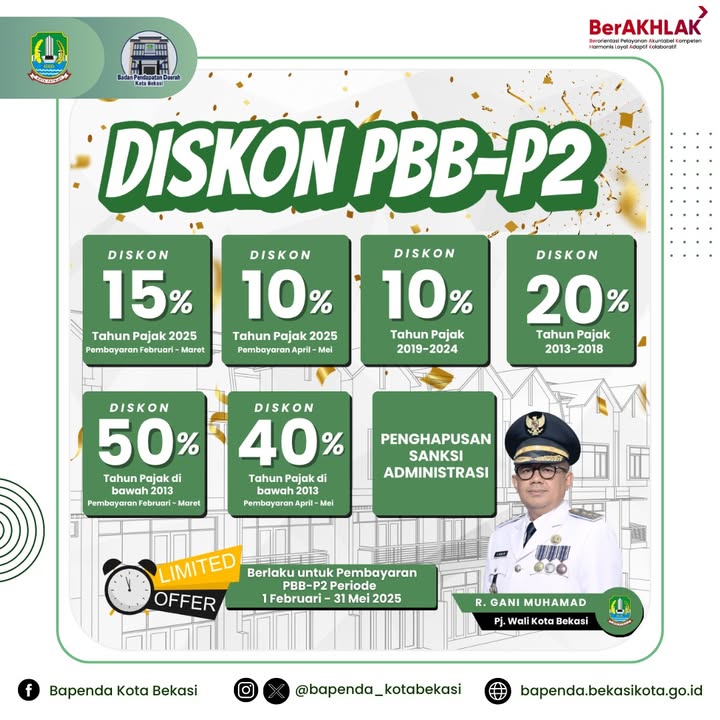 BerAKHLAK
Berorientasi Pelayanan Akuntabel Kompeten
Harmonis Loyal Adaptif Kolaboratif
Badan Pendapatan Daerah
Kota Bekasi
DISKON PBB-P2
DISKON
15%
Tahun Pajak 2025
Pembayaran Februari - Maret
DISKON
10%
Tahun Pajak 2025
Pembayaran April - Mei
DISKON
10%
Tahun Pajak
2019-2024
DISKON
20%
Tahun Pajak
2013-2018
DISKON
50%
Tahun Pajak di
bawah 2013
Pembayaran Februari - Maret
DISKON
40%
Tahun Pajak di
bawah 2013
Pembayaran April - Mei
PENGHAPUSAN
SANKSI
ADMINISTRASI
LIMITED
OFFER
Berlaku untuk Pembayaran
PBB-P2 Periode
1 Februari - 31 Mei 2025
R. GANI MUHAMAD
Pj. Wali Kota Bekasi
Bapenda Kota Bekasi
@bapenda_kotabekasi
bapenda.bekasikota.go.id